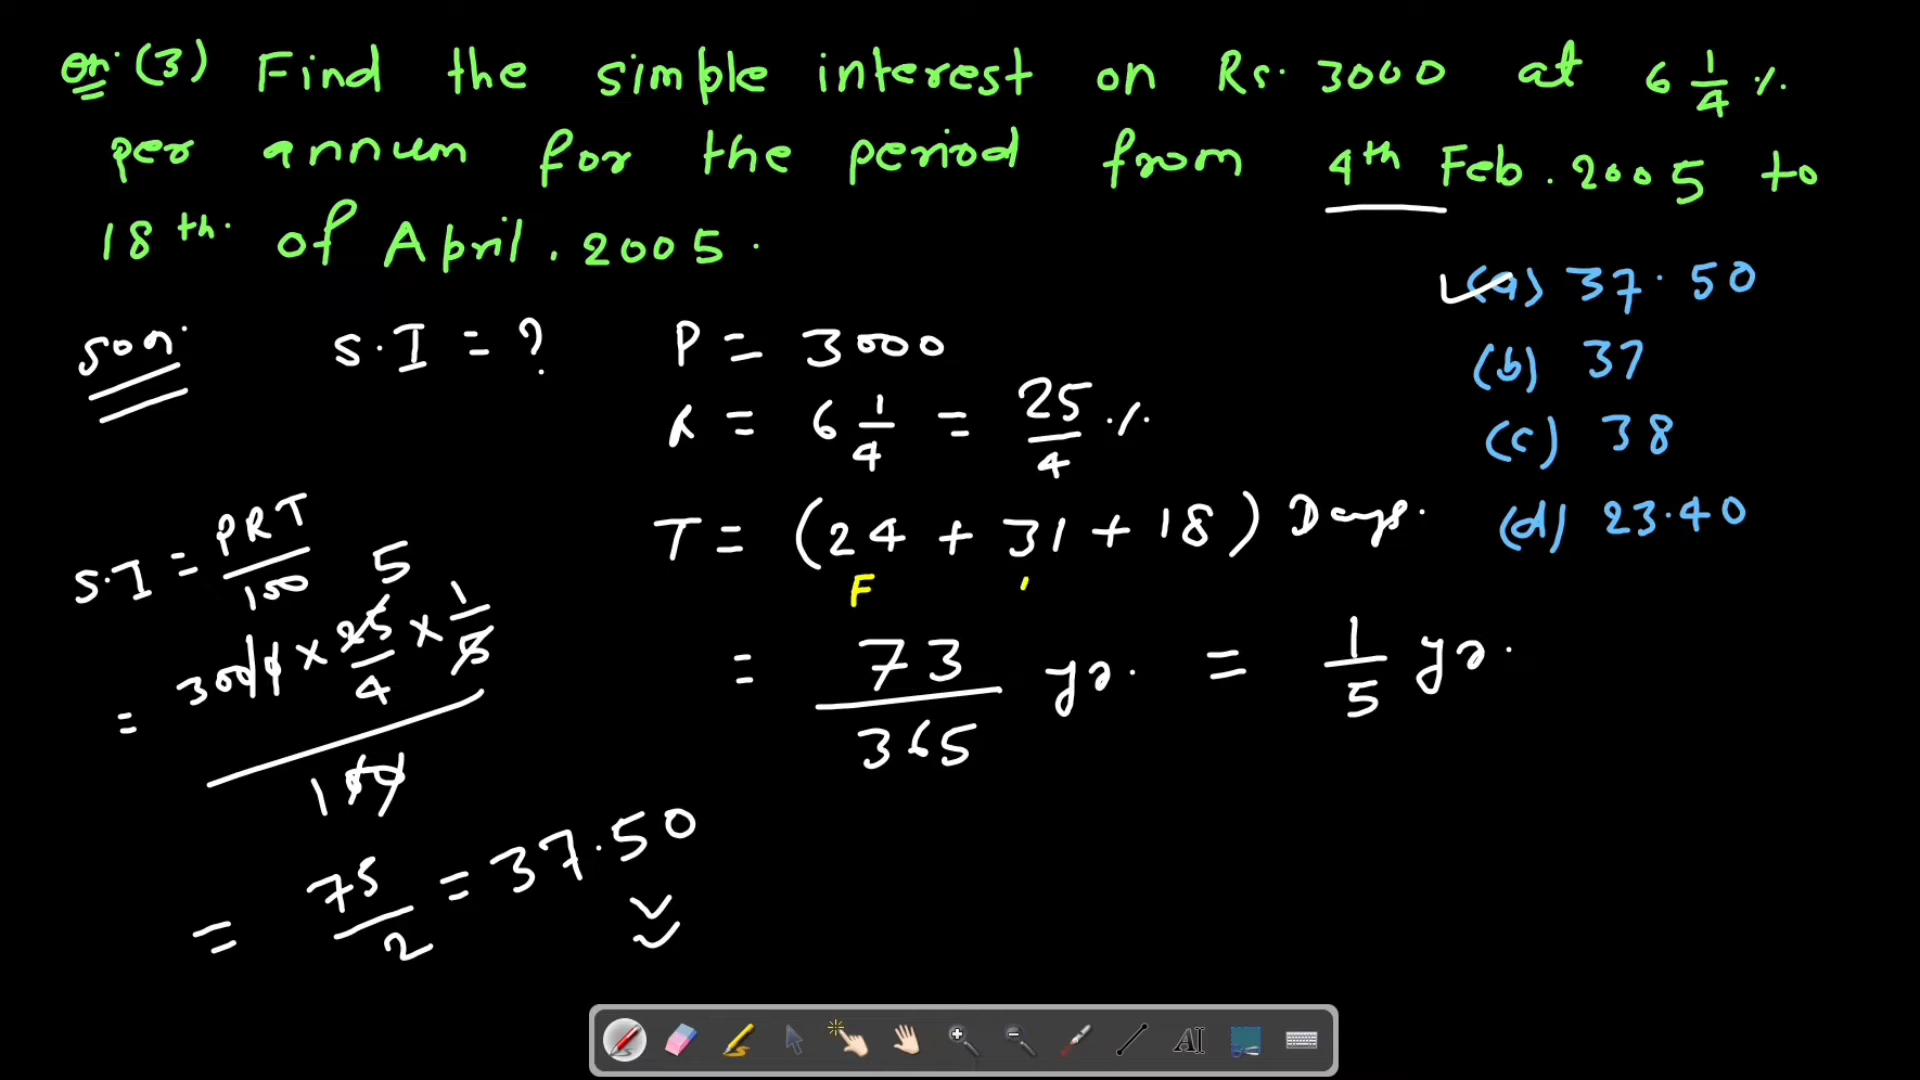 Qn. (3) Find the simple interest on Rs. 3000 at 6 1/4 %
per annum for the period from 4th Feb. 2005 to
18th. of April. 2005.
(a) 37.50
(b) 37
(c) 38
(d) 23.40
Soln. S.I = ? P = 3000
R = 6 1/4 = 25/4 %
T = (24 + 31 + 18) Days.
F
= 73/365 yr. = 1/5 yr.
S.I = PRT/100
5
= 3000 × 25/4 × 1/5
100
= 75/2 = 37.50
AI